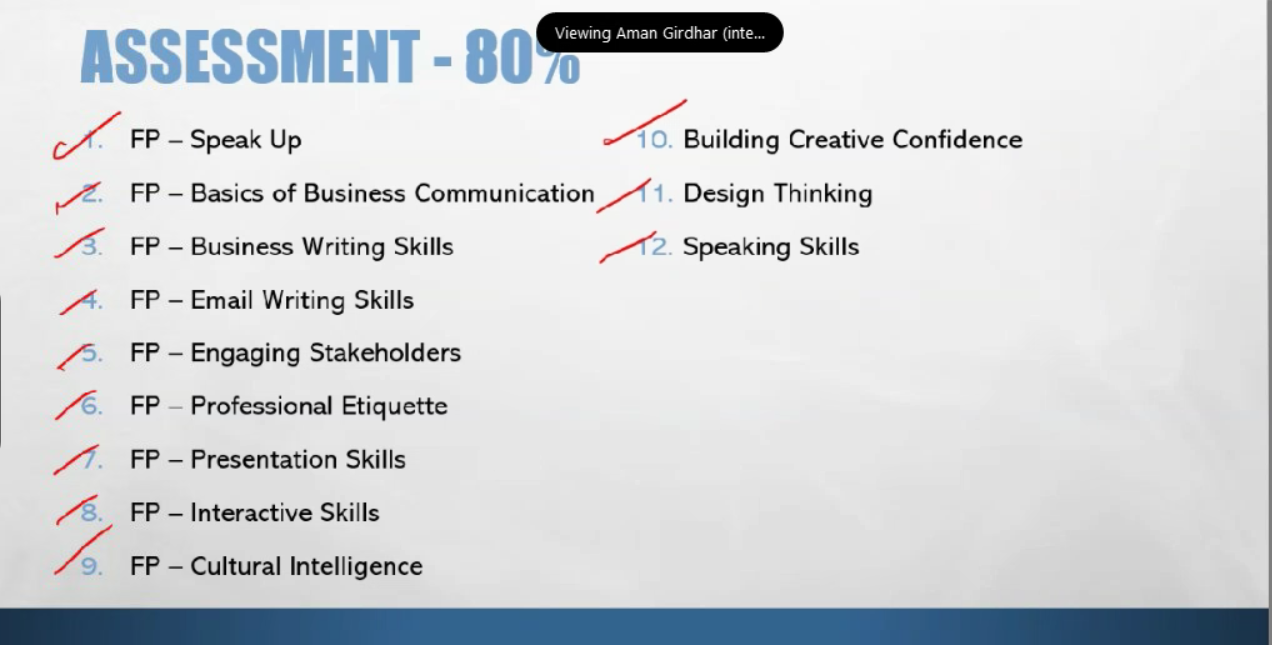 Viewing Aman Girdhar (inte...
ASSESSMENT - 80%
1. FP – Speak Up
2. FP – Basics of Business Communication
3. FP – Business Writing Skills
4. FP – Email Writing Skills
5. FP – Engaging Stakeholders
6. FP – Professional Etiquette
7. FP – Presentation Skills
8. FP – Interactive Skills
9. FP – Cultural Intelligence
10. Building Creative Confidence
11. Design Thinking
12. Speaking Skills